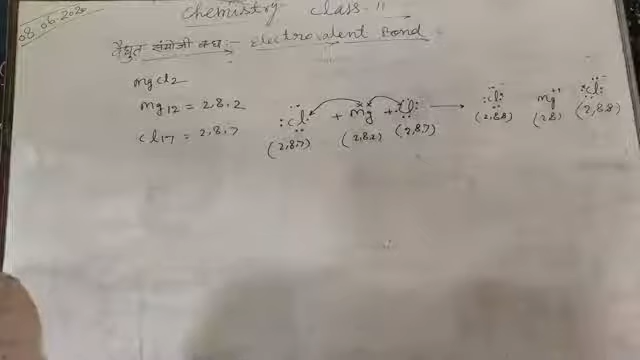 08.06.2020
Chemistry Class-11
वैद्युत संयोजी बन्ध :- Electrovalent Bond
MgCl2
Mg12 = 2.8.2
Cl17 = 2,8,7
:Cl: + Mg + :Cl: → :Cl: Mg++ :Cl:
(2,8,7) (2,8,2) (2,8,7) (2,8,8) (2,8) (2,8,8)